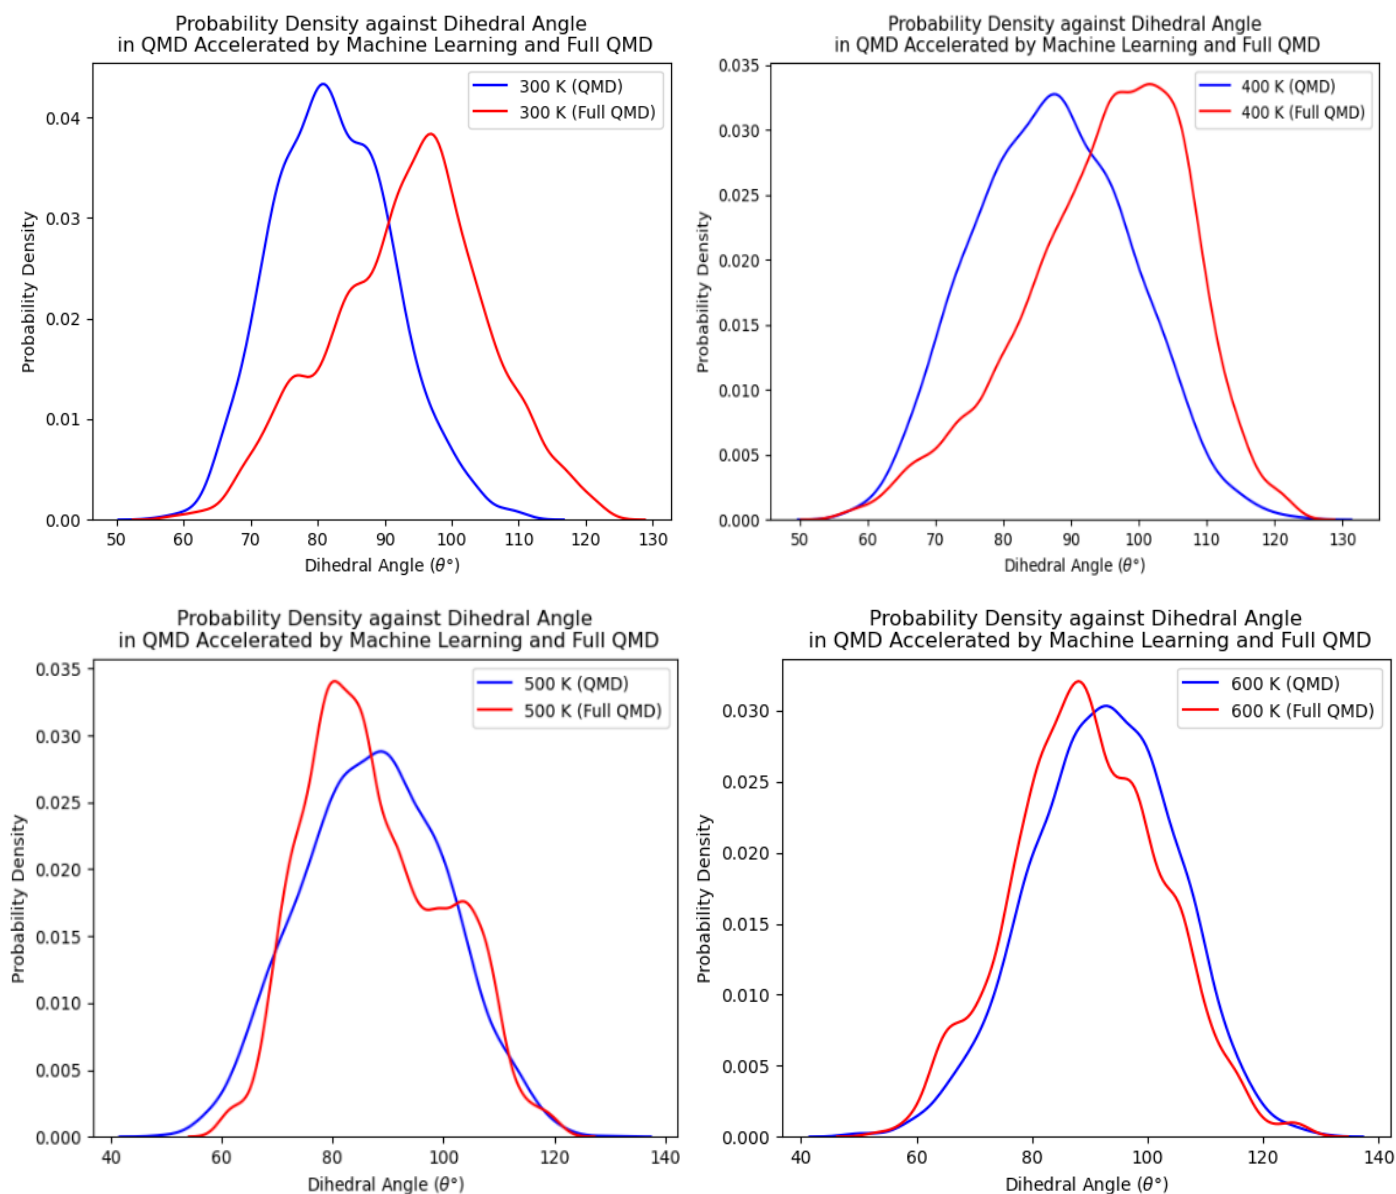 Probability Density against Dihedral Angle
in QMD Accelerated by Machine Learning and Full QMD
300 K (QMD)
300 K (Full QMD)
Probability Density
0.04
0.03
0.02
0.01
0.00
50 60 70 80 90 100 110 120 130
Dihedral Angle (θ°)
Probability Density against Dihedral Angle
in QMD Accelerated by Machine Learning and Full QMD
400 K (QMD)
400 K (Full QMD)
Probability Density
0.035
0.030
0.025
0.020
0.015
0.010
0.005
0.000
50 60 70 80 90 100 110 120 130
Dihedral Angle (θ°)
Probability Density against Dihedral Angle
in QMD Accelerated by Machine Learning and Full QMD
500 K (QMD)
500 K (Full QMD)
Probability Density
0.035
0.030
0.025
0.020
0.015
0.010
0.005
0.000
40 60 80 100 120 140
Dihedral Angle (θ°)
Probability Density against Dihedral Angle
in QMD Accelerated by Machine Learning and Full QMD
600 K (QMD)
600 K (Full QMD)
Probability Density
0.030
0.025
0.020
0.015
0.010
0.005
0.000
40 60 80 100 120 140
Dihedral Angle (θ°)